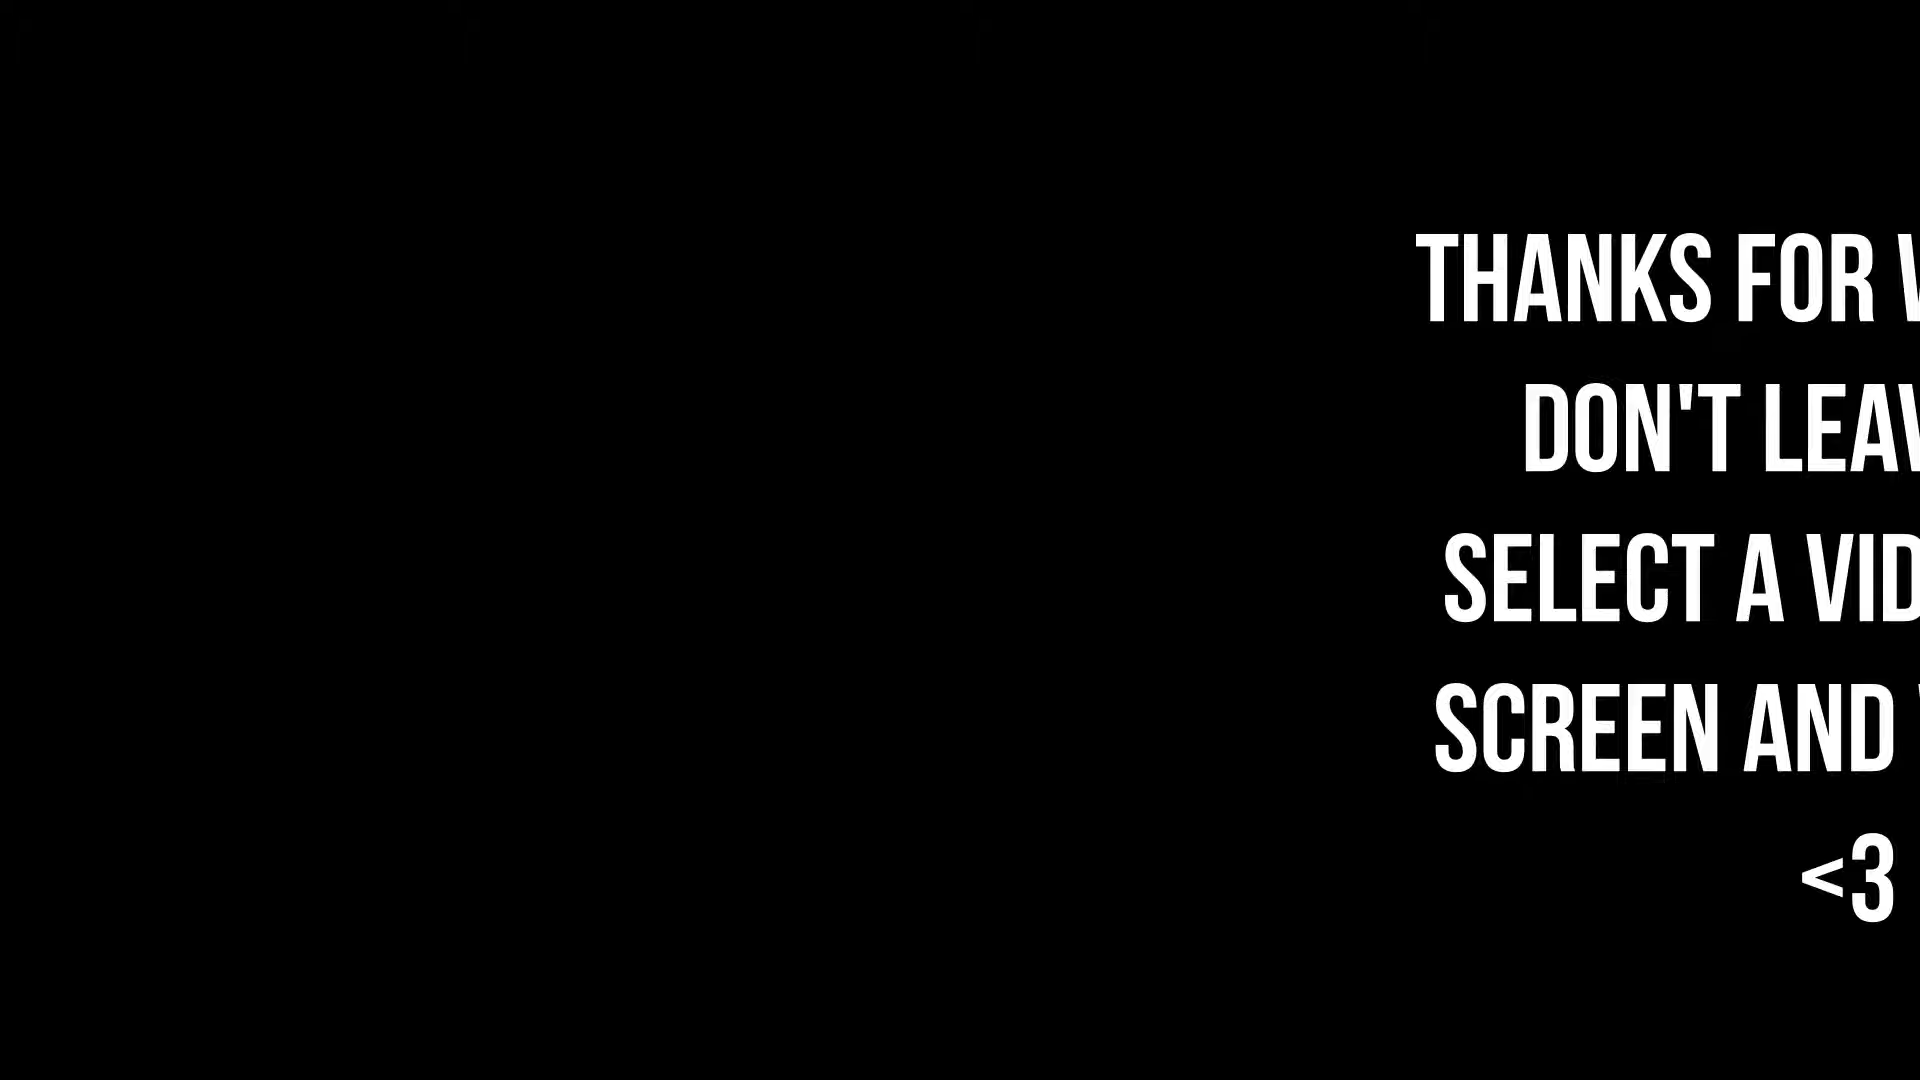 THANKS FOR
DON'T
SELECT A
SCREEN AND
<3